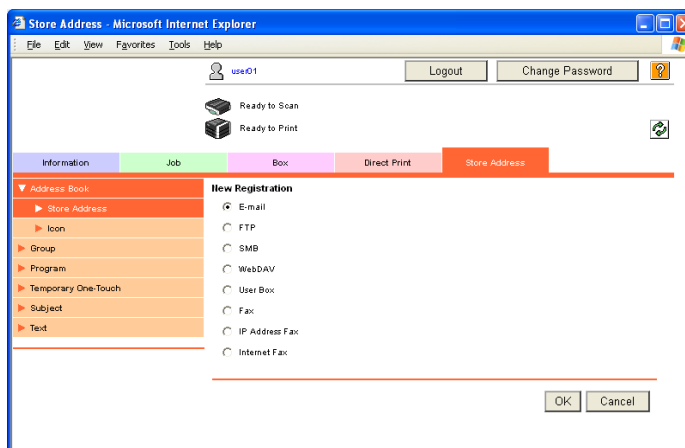 Store Address - Microsoft Internet Explorer
File Edit View Favorites Tools Help
user01 Logout Change Password ?
Ready to Scan
Ready to Print
Information Job Box Direct Print Store Address
Address Book
Store Address
Icon
Group
Program
Temporary One-Touch
Subject
Text
New Registration
E-mail
FTP
SMB
WebDAV
User Box
Fax
IP Address Fax
Internet Fax
OK Cancel